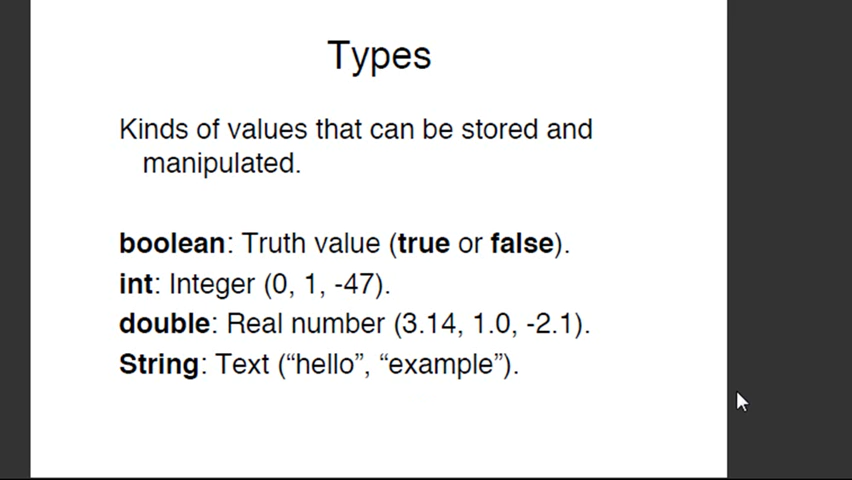 Types
Kinds of values that can be stored and
manipulated.
boolean: Truth value (true or false).
int: Integer (0, 1, -47).
double: Real number (3.14, 1.0, -2.1).
String: Text (“hello”, “example”).